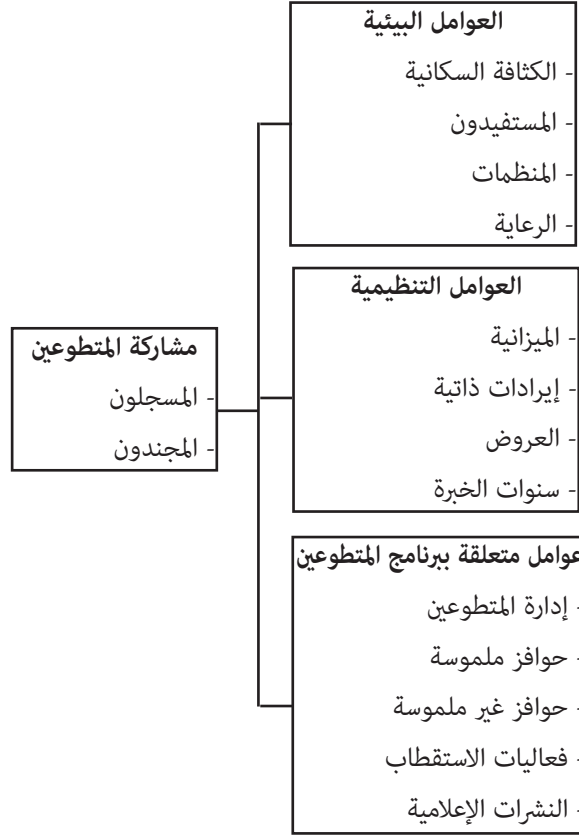 العوامل البيئية
- الكثافة السكانية
- المستفيدون
- المنظمات
- الرعاية
العوامل التنظيمية
- الميزانية
- إيرادات ذاتية
- العروض
- سنوات الخبرة
عوامل متعلقة ببرنامج المتطوعين
- إدارة المتطوعين
- حوافز ملموسة
- حوافز غير ملموسة
- فعاليات الاستقطاب
- النشرات الإعلامية
مشاركة المتطوعين
- المسجلون
- المجندون